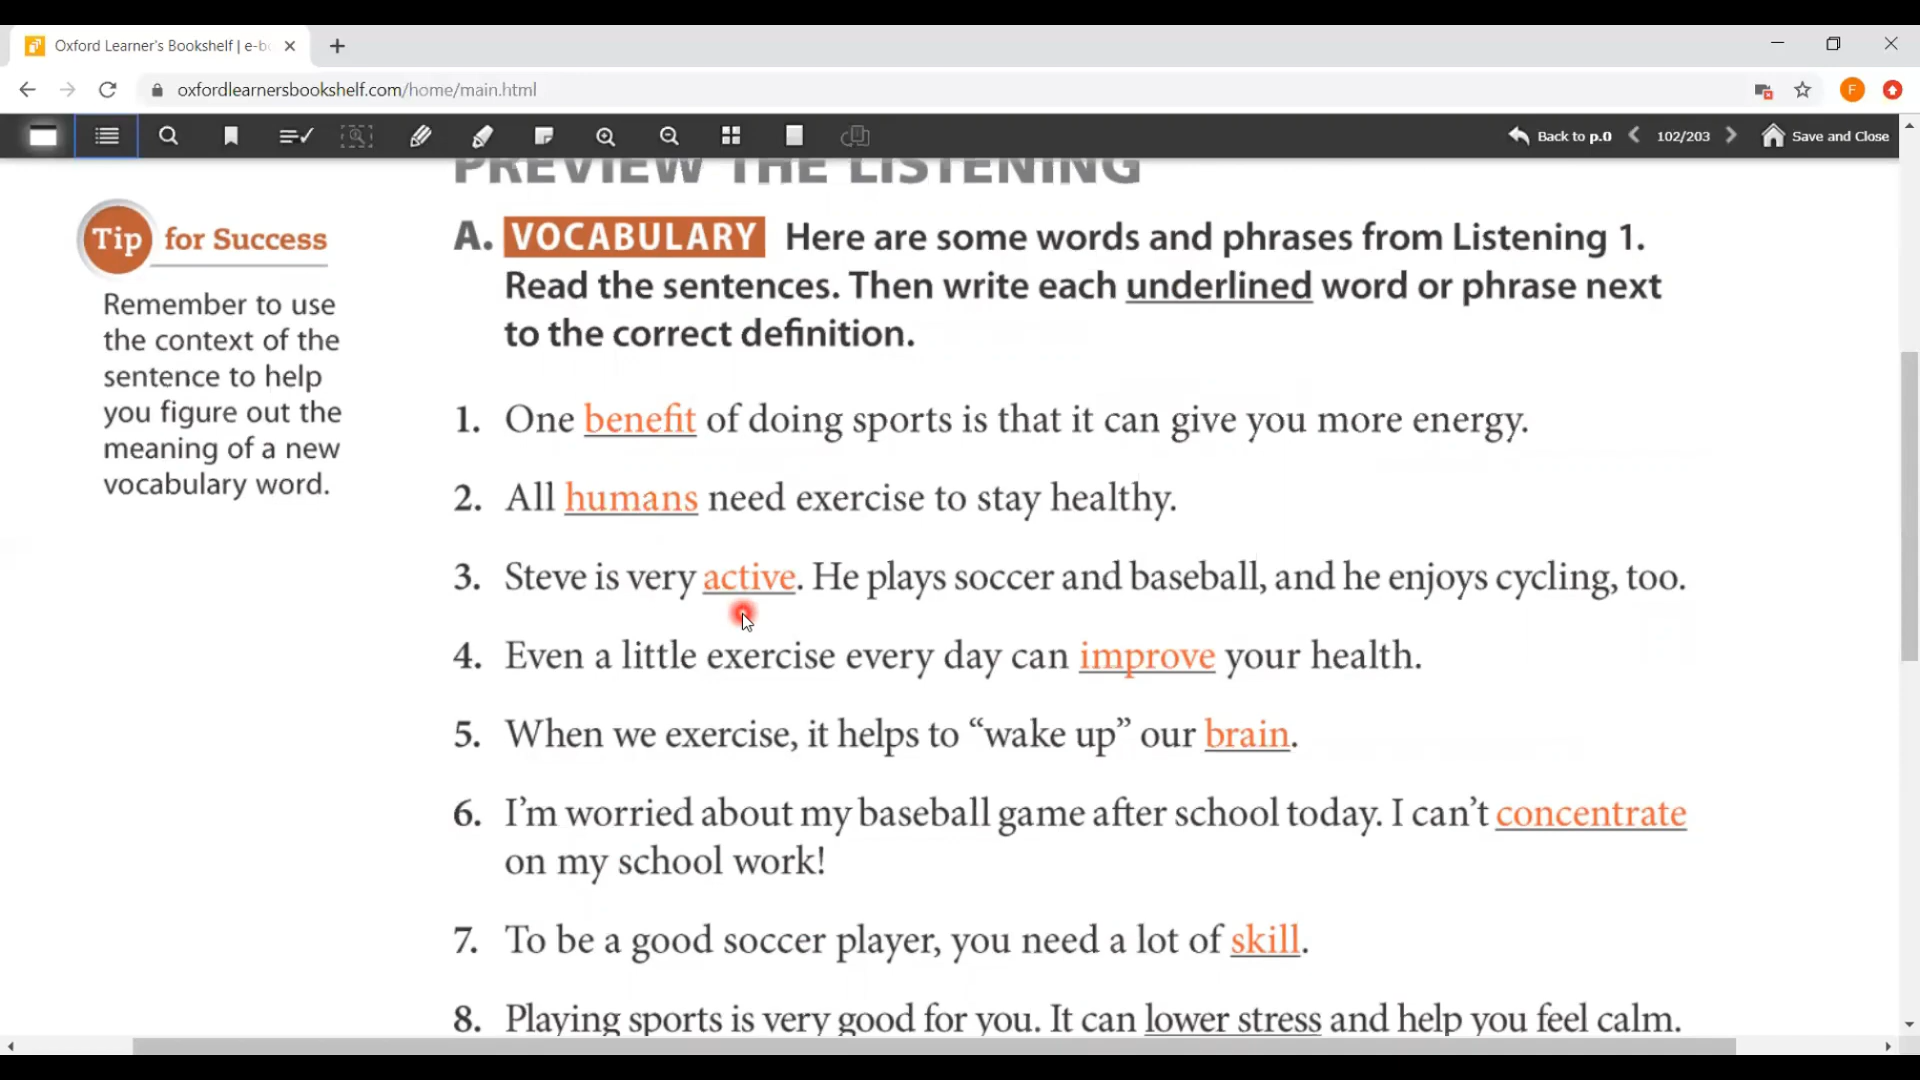 Oxford Learner's Bookshelf | e-b
oxfordlearnersbookshelf.com/home/main.html
F
Back to p.0
102/203
Save and Close
PREVIEW THE LISTENING
Tip for Success
Remember to use
the context of the
sentence to help
you figure out the
meaning of a new
vocabulary word.
A. VOCABULARY Here are some words and phrases from Listening 1.
Read the sentences. Then write each underlined word or phrase next
to the correct definition.
1. One benefit of doing sports is that it can give you more energy.
2. All humans need exercise to stay healthy.
3. Steve is very active. He plays soccer and baseball, and he enjoys cycling, too.
4. Even a little exercise every day can improve your health.
5. When we exercise, it helps to “wake up” our brain.
6. I’m worried about my baseball game after school today. I can’t concentrate
on my school work!
7. To be a good soccer player, you need a lot of skill.
8. Playing sports is very good for you. It can lower stress and help you feel calm.